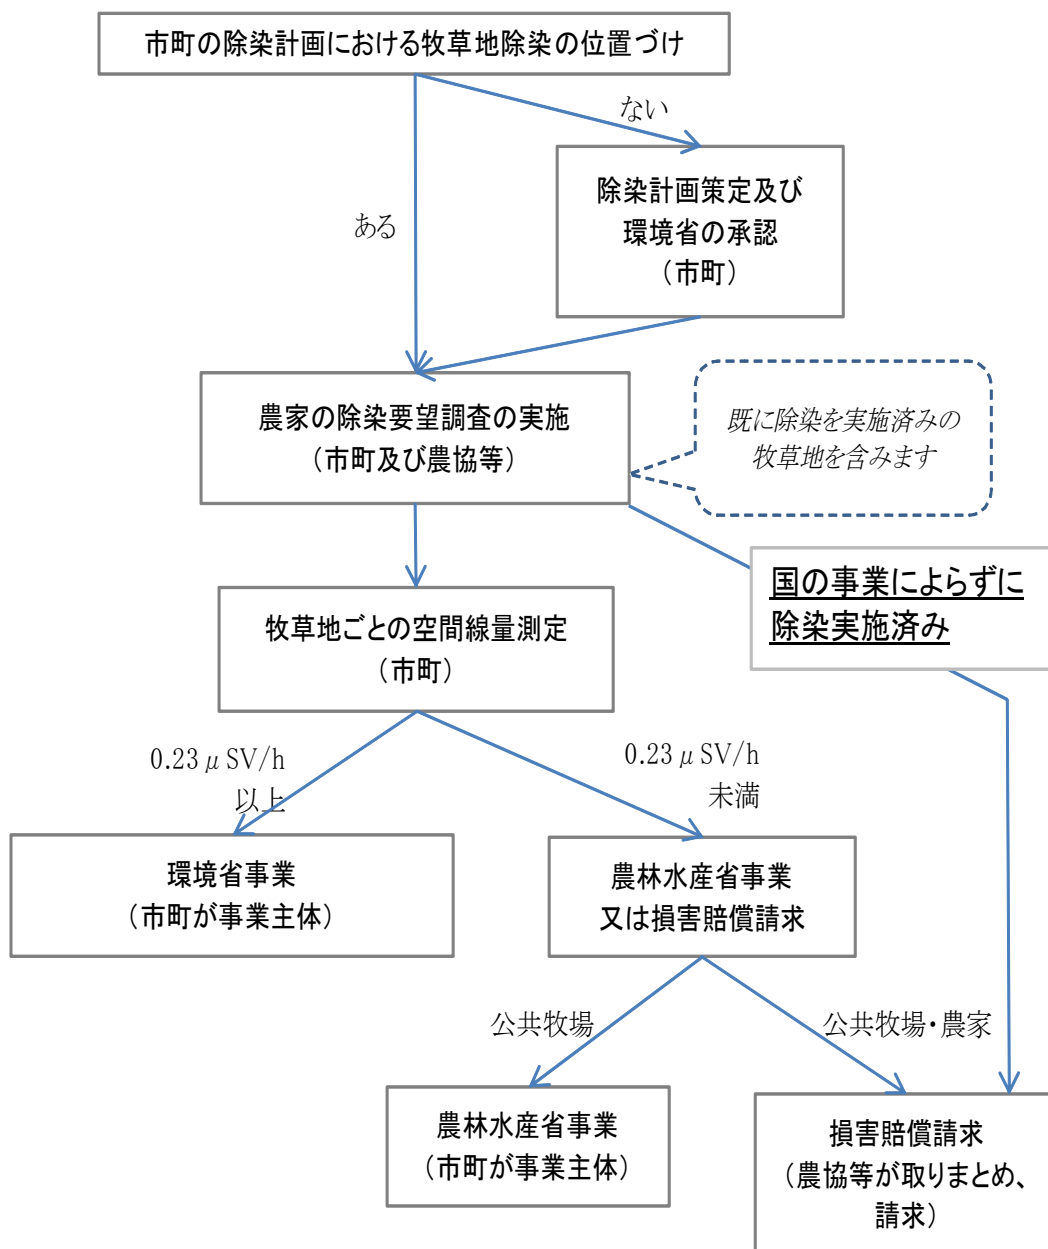 市町の除染計画における牧草地除染の位置づけ
ない
除染計画策定及び
環境省の承認
（市町）
ある
農家の除染要望調査の実施
（市町及び農協等）
既に除染を実施済みの
牧草地を含みます
国の事業によらずに
除染実施済み
牧草地ごとの空間線量測定
（市町）
0.23μSV/h
以上
0.23μSV/h
未満
環境省事業
（市町が事業主体）
農林水産省事業
又は損害賠償請求
公共牧場
公共牧場・農家
農林水産省事業
（市町が事業主体）
損害賠償請求
（農協等が取りまとめ、
請求）